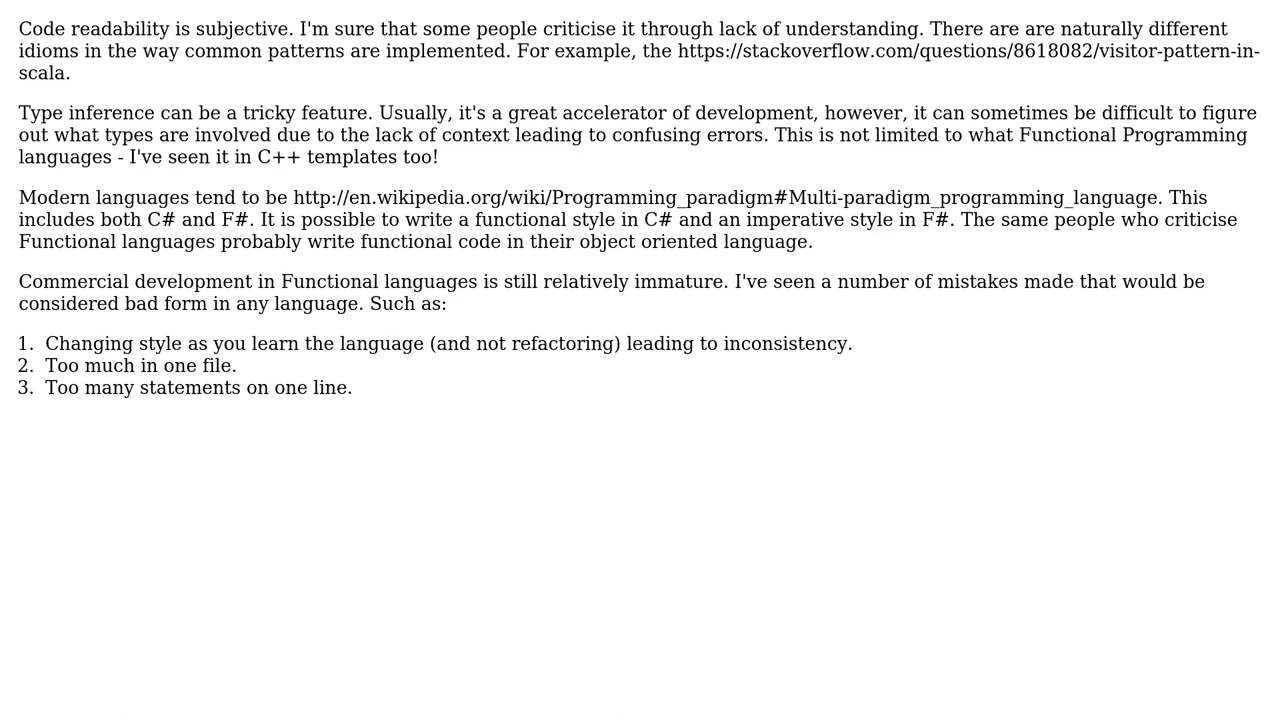 Code readability is subjective. I'm sure that some people criticise it through lack of understanding. There are are naturally different
idioms in the way common patterns are implemented. For example, the https://stackoverflow.com/questions/8618082/visitor-pattern-in-
scala.
Type inference can be a tricky feature. Usually, it's a great accelerator of development, however, it can sometimes be difficult to figure
out what types are involved due to the lack of context leading to confusing errors. This is not limited to what Functional Programming
languages - I've seen it in C++ templates too!
Modern languages tend to be http://en.wikipedia.org/wiki/Programming_paradigm#Multi-paradigm_programming_language. This
includes both C# and F#. It is possible to write a functional style in C# and an imperative style in F#. The same people who criticise
Functional languages probably write functional code in their object oriented language.
Commercial development in Functional languages is still relatively immature. I've seen a number of mistakes made that would be
considered bad form in any language. Such as:
1. Changing style as you learn the language (and not refactoring) leading to inconsistency.
2. Too much in one file.
3. Too many statements on one line.